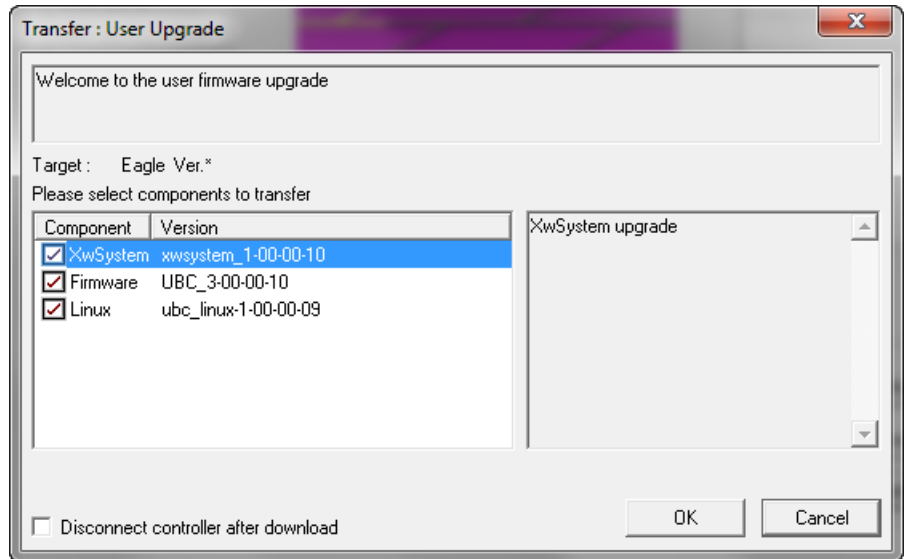 Transfer : User Upgrade
Welcome to the user firmware upgrade
Target : Eagle Ver.*
Please select components to transfer
Component Version
XwSystem xwsystem_1-00-00-10
Firmware UBC_3-00-00-10
Linux ubc_linux-1-00-00-09
XwSystem upgrade
Disconnect controller after download
OK Cancel